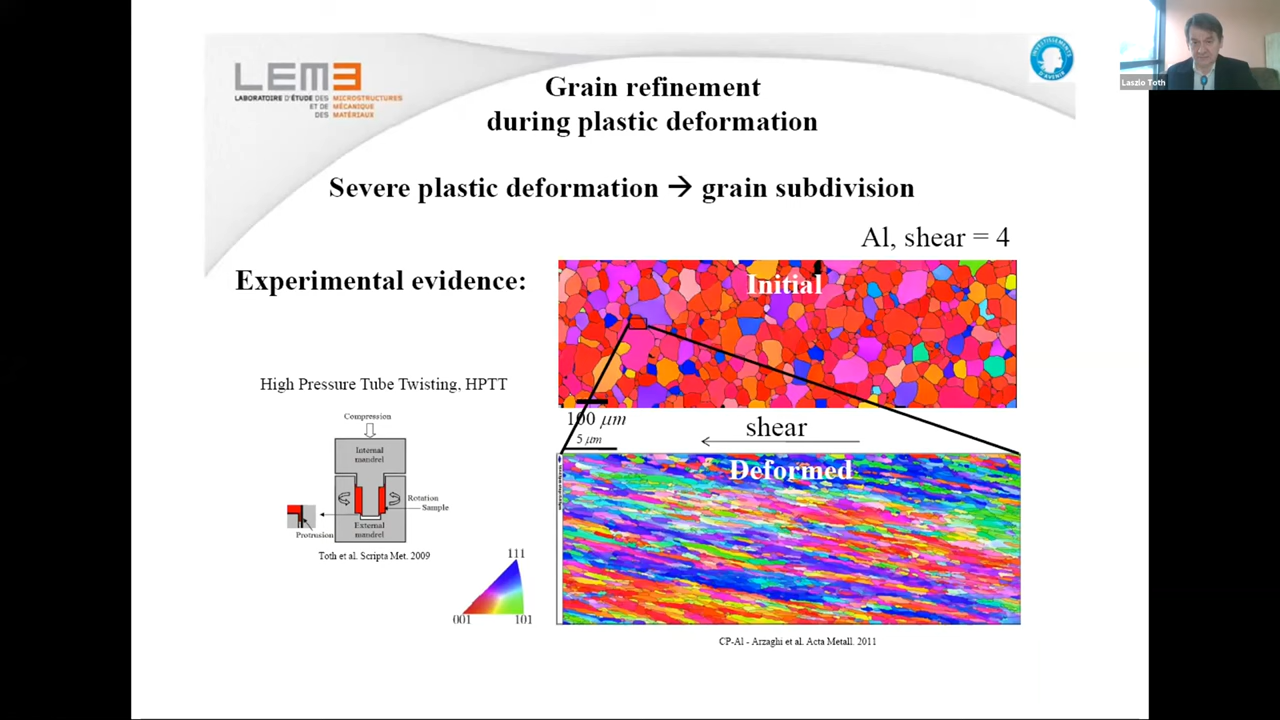 LEM3
LABORATOIRE D'ÉTUDE DES MICROSTRUCTURES
ET DE MÉCANIQUE
DES MATÉRIAUX
INVESTISSEMENTS
D'AVENIR
Laszlo Toth
Grain refinement
during plastic deformation
Severe plastic deformation → grain subdivision
Al, shear = 4
Experimental evidence:
Initial
High Pressure Tube Twisting, HPTT
100 µm
5 µm
shear
Deformed
Compression
Internal
mandrel
Rotation
Sample
External
mandrel
Protrusion
Toth et al. Scripta Met. 2009
111
001
101
CP-Al - Arzaghi et al. Acta Metall. 2011